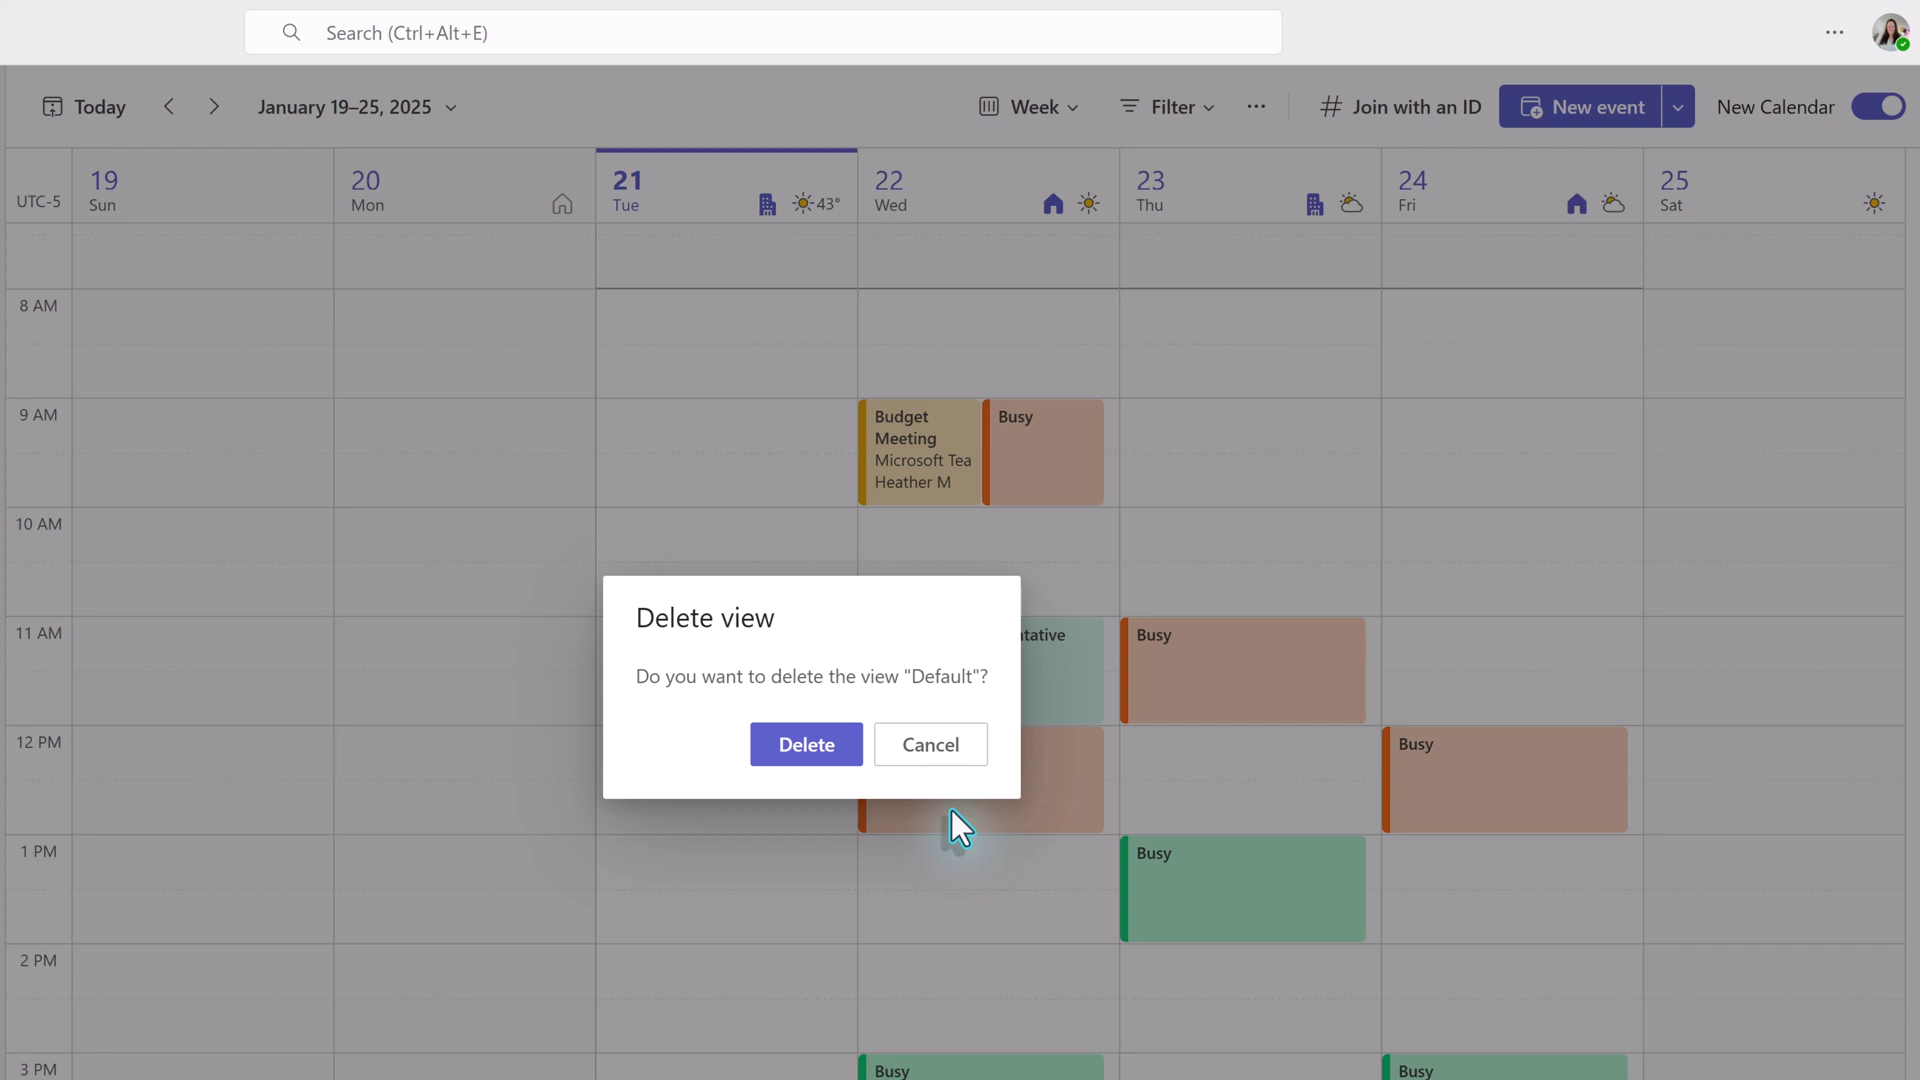 Search (Ctrl+Alt+E)
Today
January 19–25, 2025
Week
Filter
Join with an ID
New event
New Calendar
UTC-5
19
Sun
20
Mon
21
Tue
43°
22
Wed
23
Thu
24
Fri
25
Sat
8 AM
9 AM
Budget
Meeting
Microsoft Tea
Heather M
Busy
10 AM
11 AM
tative
Busy
Delete view
Do you want to delete the view "Default"?
Delete
Cancel
12 PM
Busy
1 PM
Busy
2 PM
3 PM
Busy
Busy